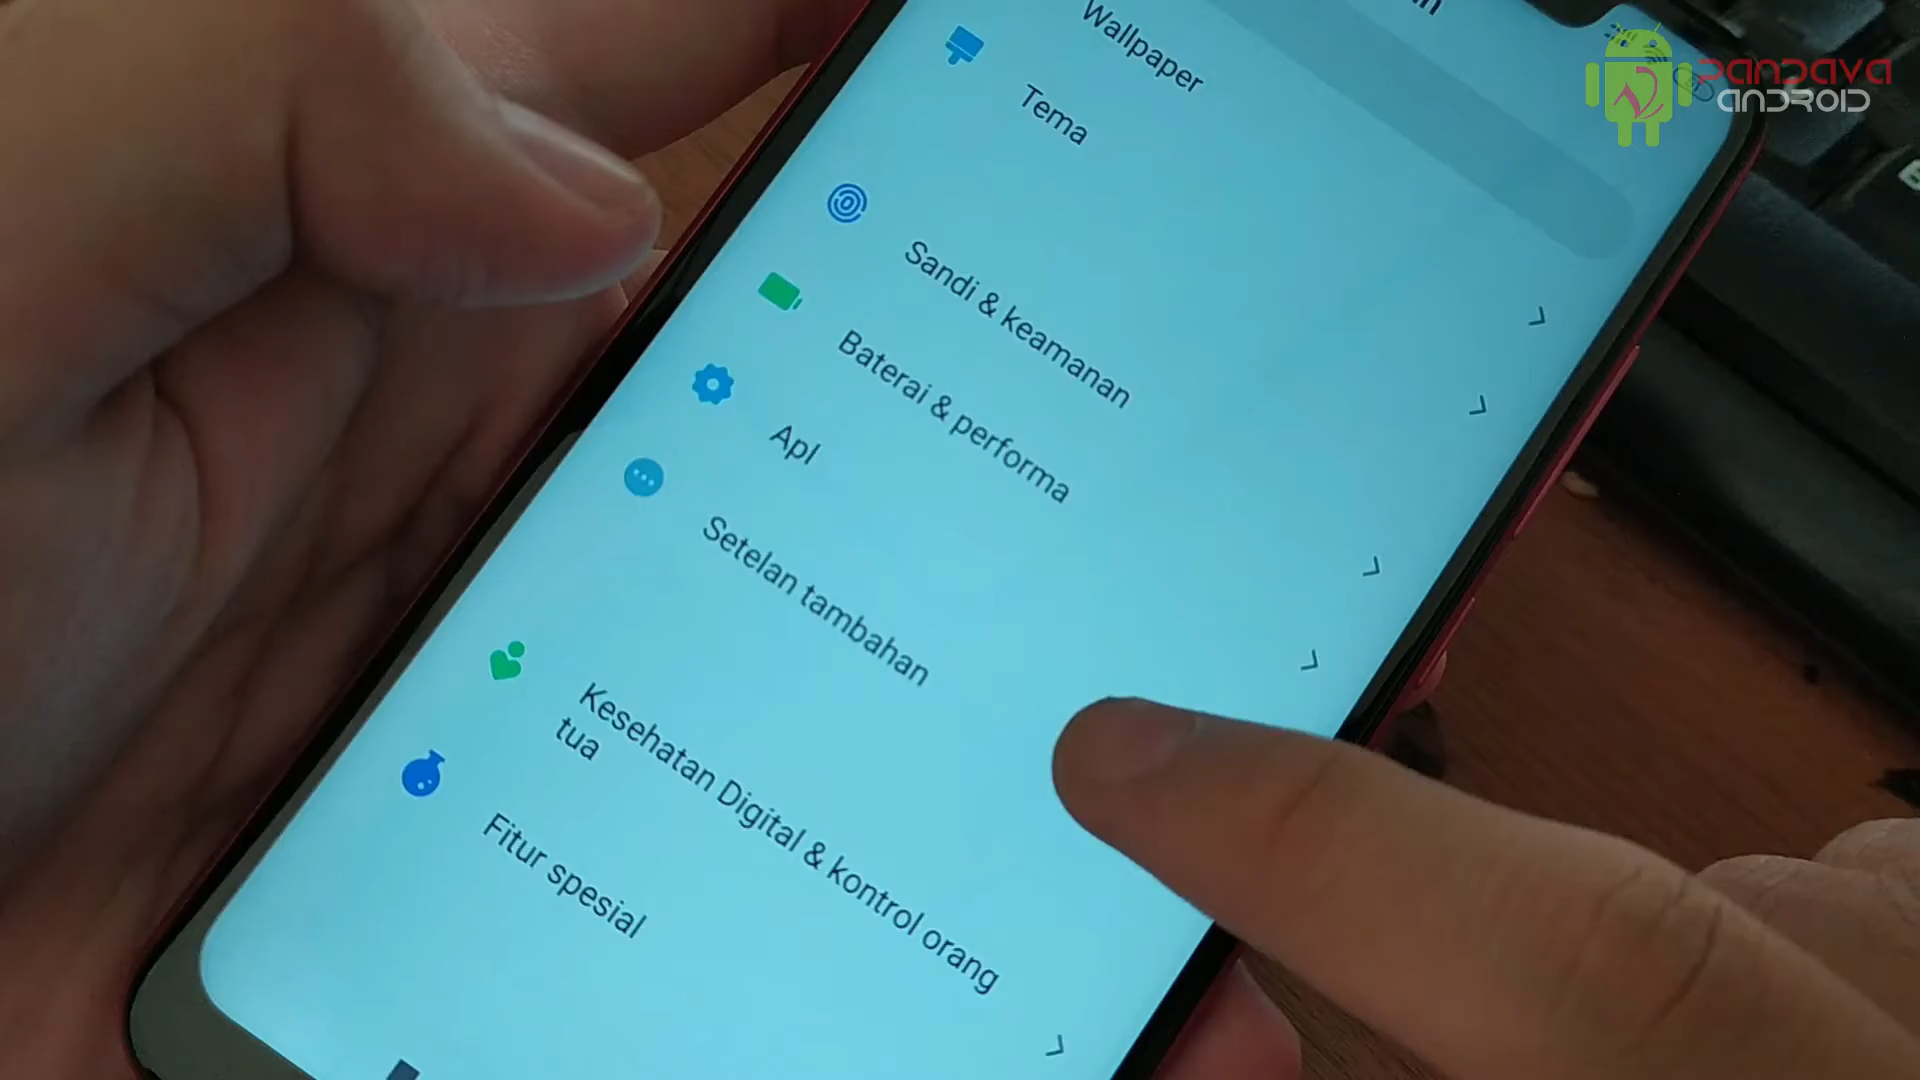 Wallpaper
Tema
Sandi & keamanan
Baterai & performa
Apl
Setelan tambahan
Kesehatan Digital & kontrol orang
tua
Fitur spesial
PANDAVA
ANDROID